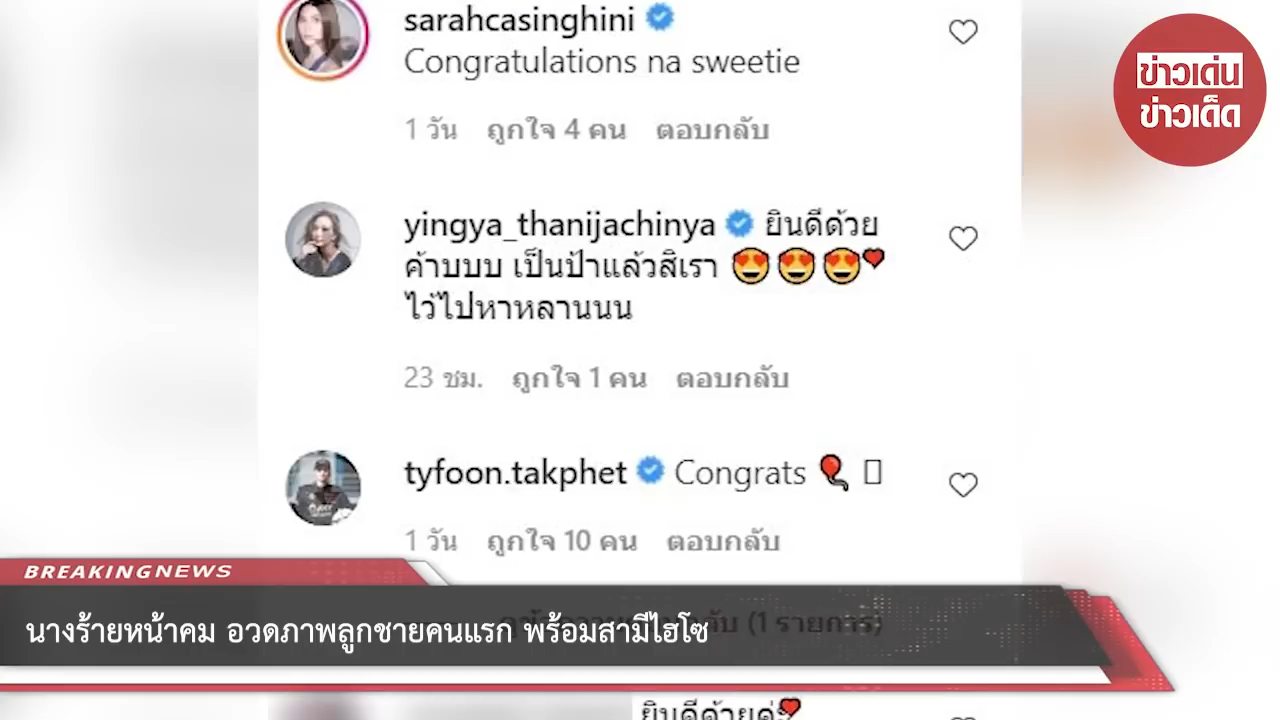 sarahcasinghini
Congratulations na sweetie
1 วัน ถูกใจ 4 คน ตอบกลับ
ข่าวเด่น
ข่าวเด็ด
yingya_thanijachinya ยินดีด้วย
ค้าบบบ เป็นป้าแล้วสิเรา 😍😍😍❤
ไว้ไปหาหลานนน
23 ชม. ถูกใจ 1 คน ตอบกลับ
tyfoon.takphet Congrats 🎈
1 วัน ถูกใจ 10 คน ตอบกลับ
BREAKINGNEWS
(1 รายการ)
นางร้ายหน้าคม อวดภาพลูกชายคนแรก พร้อมสามีไฮโซ
ยินดีด้วยค่ะ❤